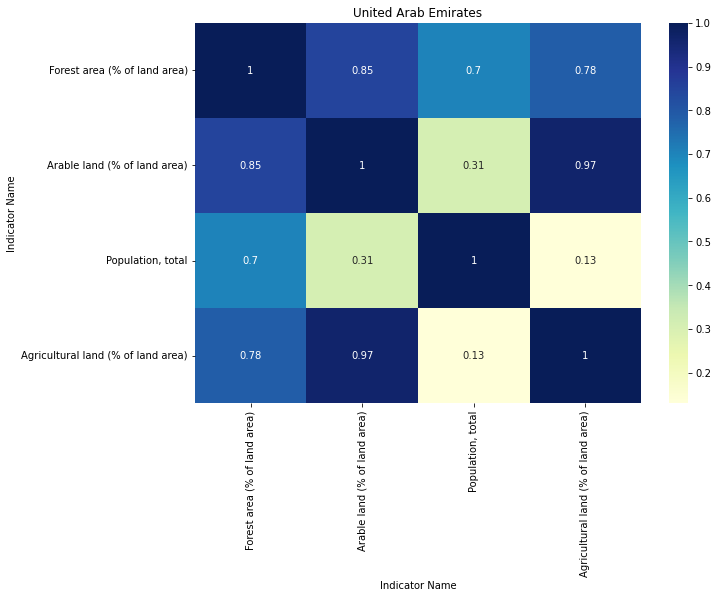 United Arab Emirates
Forest area (% of land area)
1 0.85 0.7 0.78
Arable land (% of land area)
0.85 1 0.31 0.97
Population, total
0.7 0.31 1 0.13
Agricultural land (% of land area)
0.78 0.97 0.13 1
Indicator Name
Forest area (% of land area)
Arable land (% of land area)
Population, total
Agricultural land (% of land area)
Indicator Name
1.0
0.9
0.8
0.7
0.6
0.5
0.4
0.3
0.2